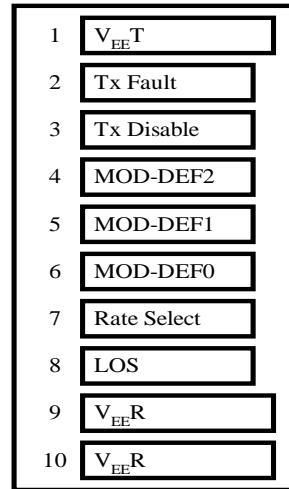 1 VEET
2 Tx Fault
3 Tx Disable
4 MOD-DEF2
5 MOD-DEF1
6 MOD-DEF0
7 Rate Select
8 LOS
9 VEER
10 VEER